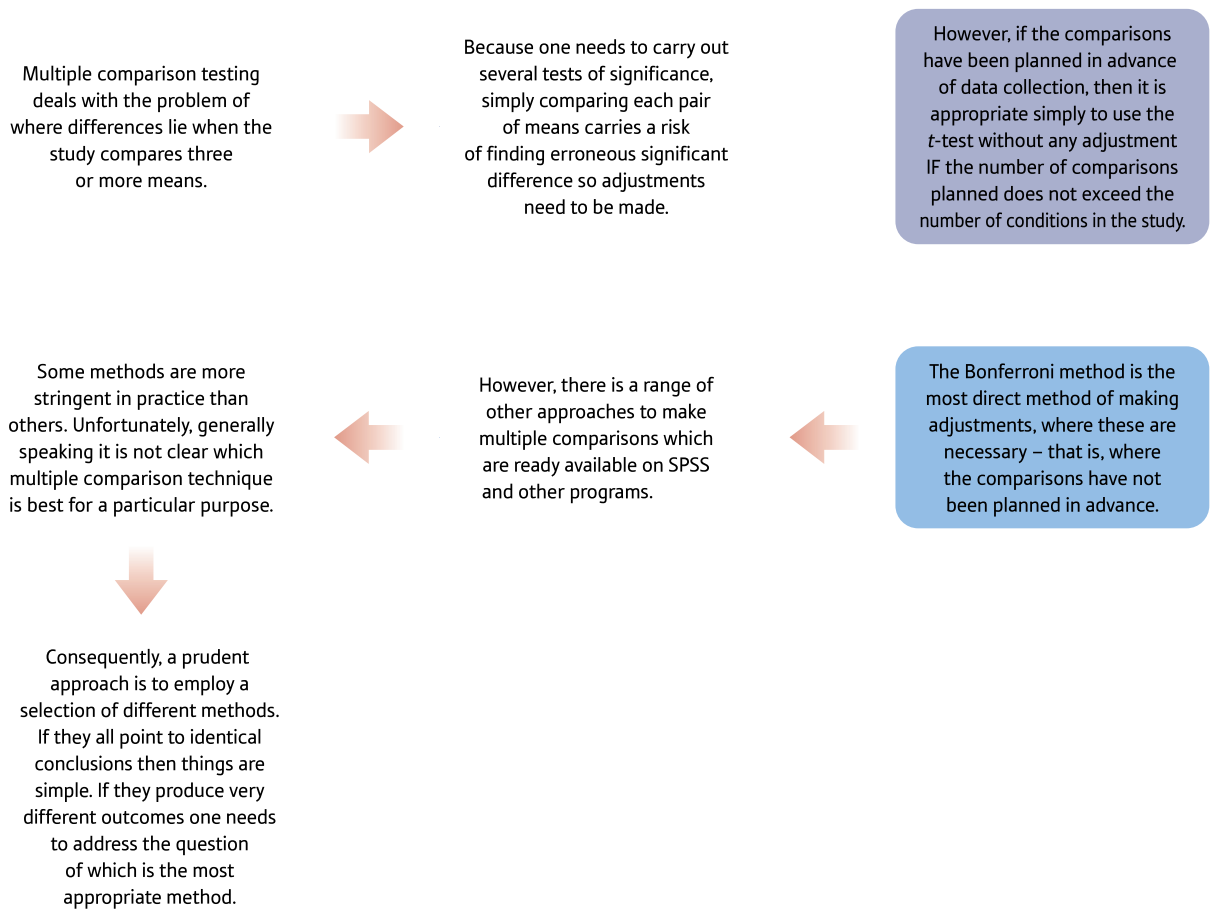 Multiple comparison testing
deals with the problem of
where differences lie when the
study compares three
or more means.
Because one needs to carry out
several tests of significance,
simply comparing each pair
of means carries a risk
of finding erroneous significant
difference so adjustments
need to be made.
However, if the comparisons
have been planned in advance
of data collection, then it is
appropriate simply to use the
t-test without any adjustment
IF the number of comparisons
planned does not exceed the
number of conditions in the study.
The Bonferroni method is the
most direct method of making
adjustments, where these are
necessary – that is, where
the comparisons have not
been planned in advance.
However, there is a range of
other approaches to make
multiple comparisons which
are ready available on SPSS
and other programs.
Some methods are more
stringent in practice than
others. Unfortunately, generally
speaking it is not clear which
multiple comparison technique
is best for a particular purpose.
Consequently, a prudent
approach is to employ a
selection of different methods.
If they all point to identical
conclusions then things are
simple. If they produce very
different outcomes one needs
to address the question
of which is the most
appropriate method.